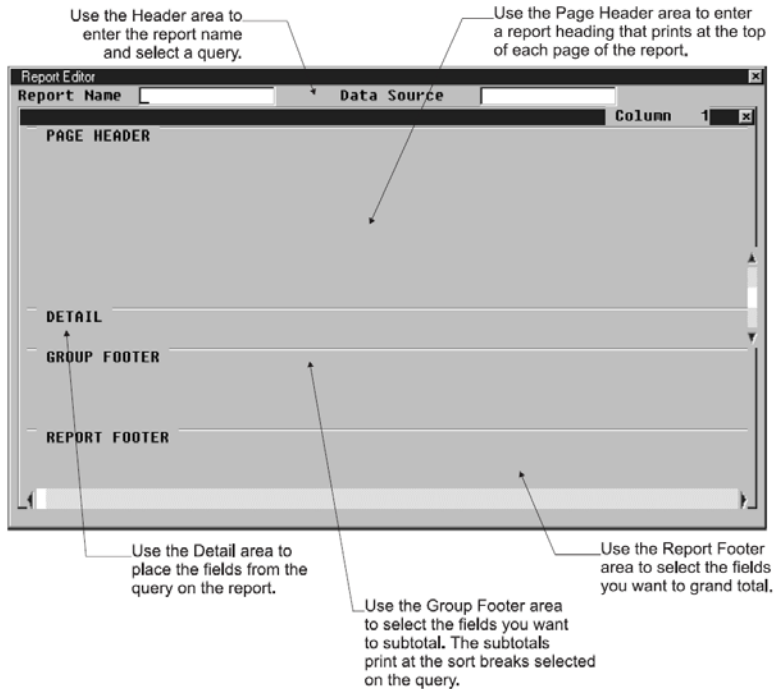 Use the Header area to
enter the report name
and select a query.
Use the Page Header area to enter
a report heading that prints at the top
of each page of the report.
Report Editor
Report Name
Data Source
Column 1
PAGE HEADER
DETAIL
GROUP FOOTER
REPORT FOOTER
Use the Detail area to
place the fields from the
query on the report.
Use the Group Footer area
to select the fields you want
to subtotal. The subtotals
print at the sort breaks selected
on the query.
Use the Report Footer
area to select the fields
you want to grand total.